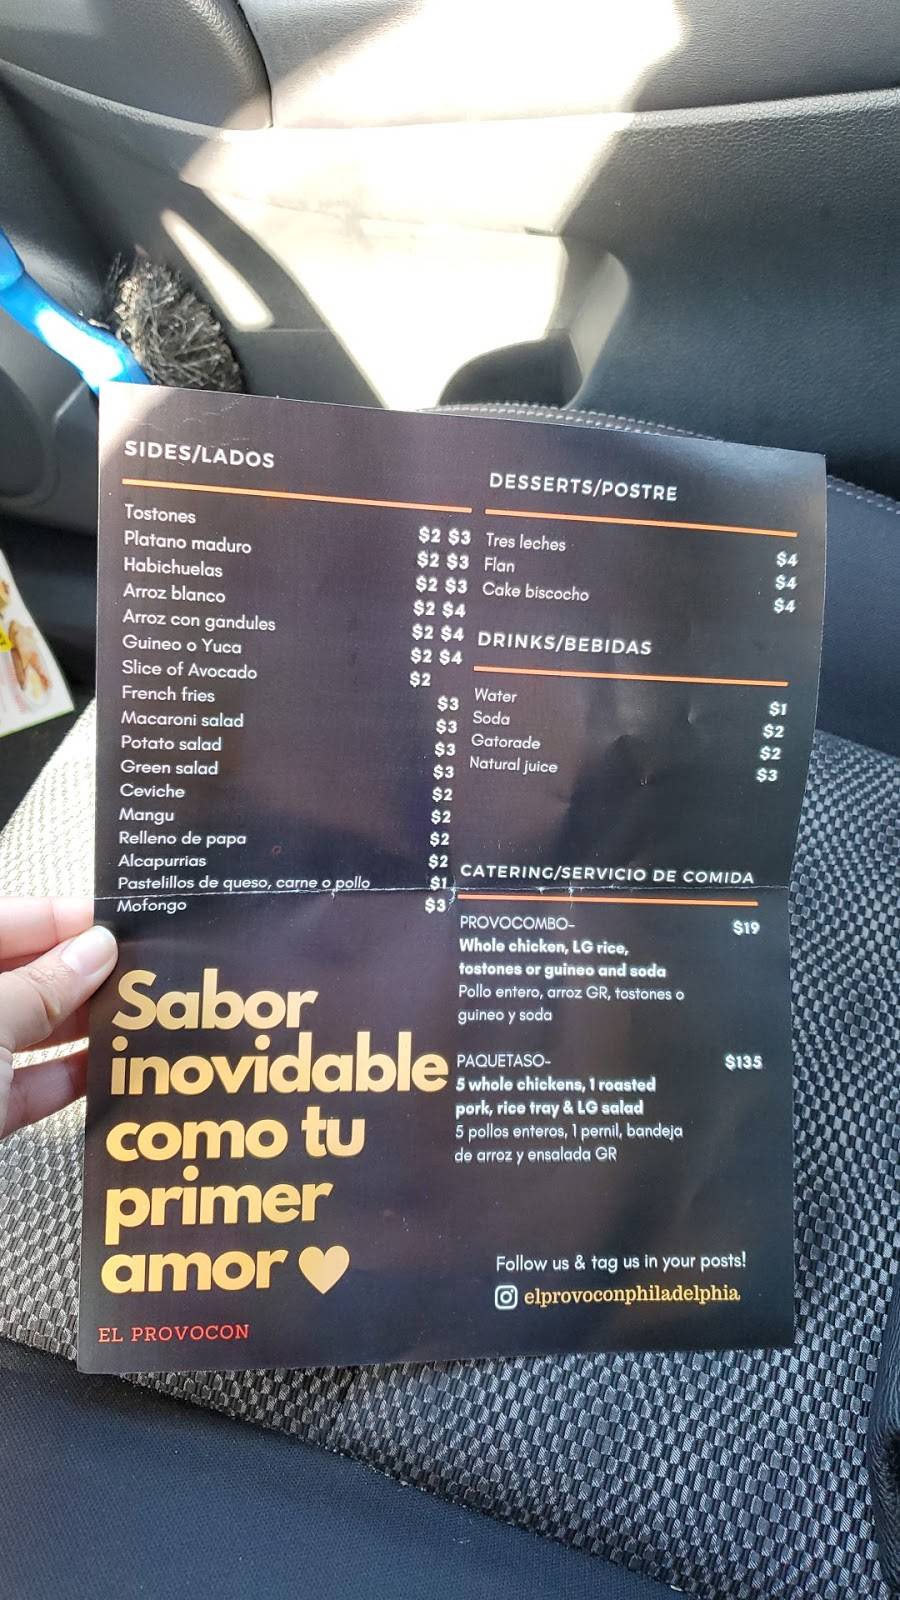 SIDES/LADOS
Tostones $2 $3
Platano maduro $2 $3
Habichuelas $2 $3
Arroz blanco $2 $4
Arroz con gandules $2 $4
Guineo o Yuca $2 $4
Slice of Avocado $2
French fries $3
Macaroni salad $3
Potato salad $3
Green salad $3
Ceviche $2
Mangu $2
Relleno de papa $2
Alcapurrias $2
Pastelillos de queso, carne o pollo $1
Mofongo $3
Sabor
inovidable
como tu
primer
amor
EL PROVOCON
DESSERTS/POSTRE
Tres leches $4
Flan $4
Cake biscocho $4
DRINKS/BEBIDAS
Water $1
Soda $2
Gatorade $2
Natural juice $3
CATERING/SERVICIO DE COMIDA
PROVOCOMBO- $19
Whole chicken, LG rice,
tostones or guineo and soda
Pollo entero, arroz GR, tostones o
guineo y soda
PAQUETASO- $135
5 whole chickens, 1 roasted
pork, rice tray & LG salad
5 pollos enteros, 1 pernil, bandeja
de arroz y ensalada GR
Follow us & tag us in your posts!
elprovoconphiladelphia